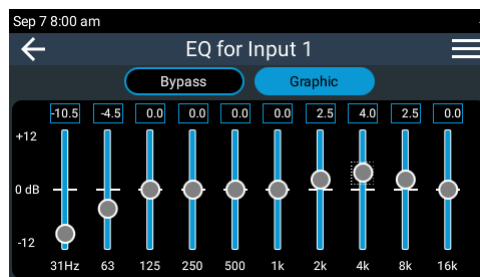 Sep 7 8:00 am
EQ for Input 1
Bypass Graphic
-10.5 -4.5 0.0 0.0 0.0 0.0 2.5 4.0 2.5 0.0
+12
0 dB
-12
31Hz 63 125 250 500 1k 2k 4k 8k 16k